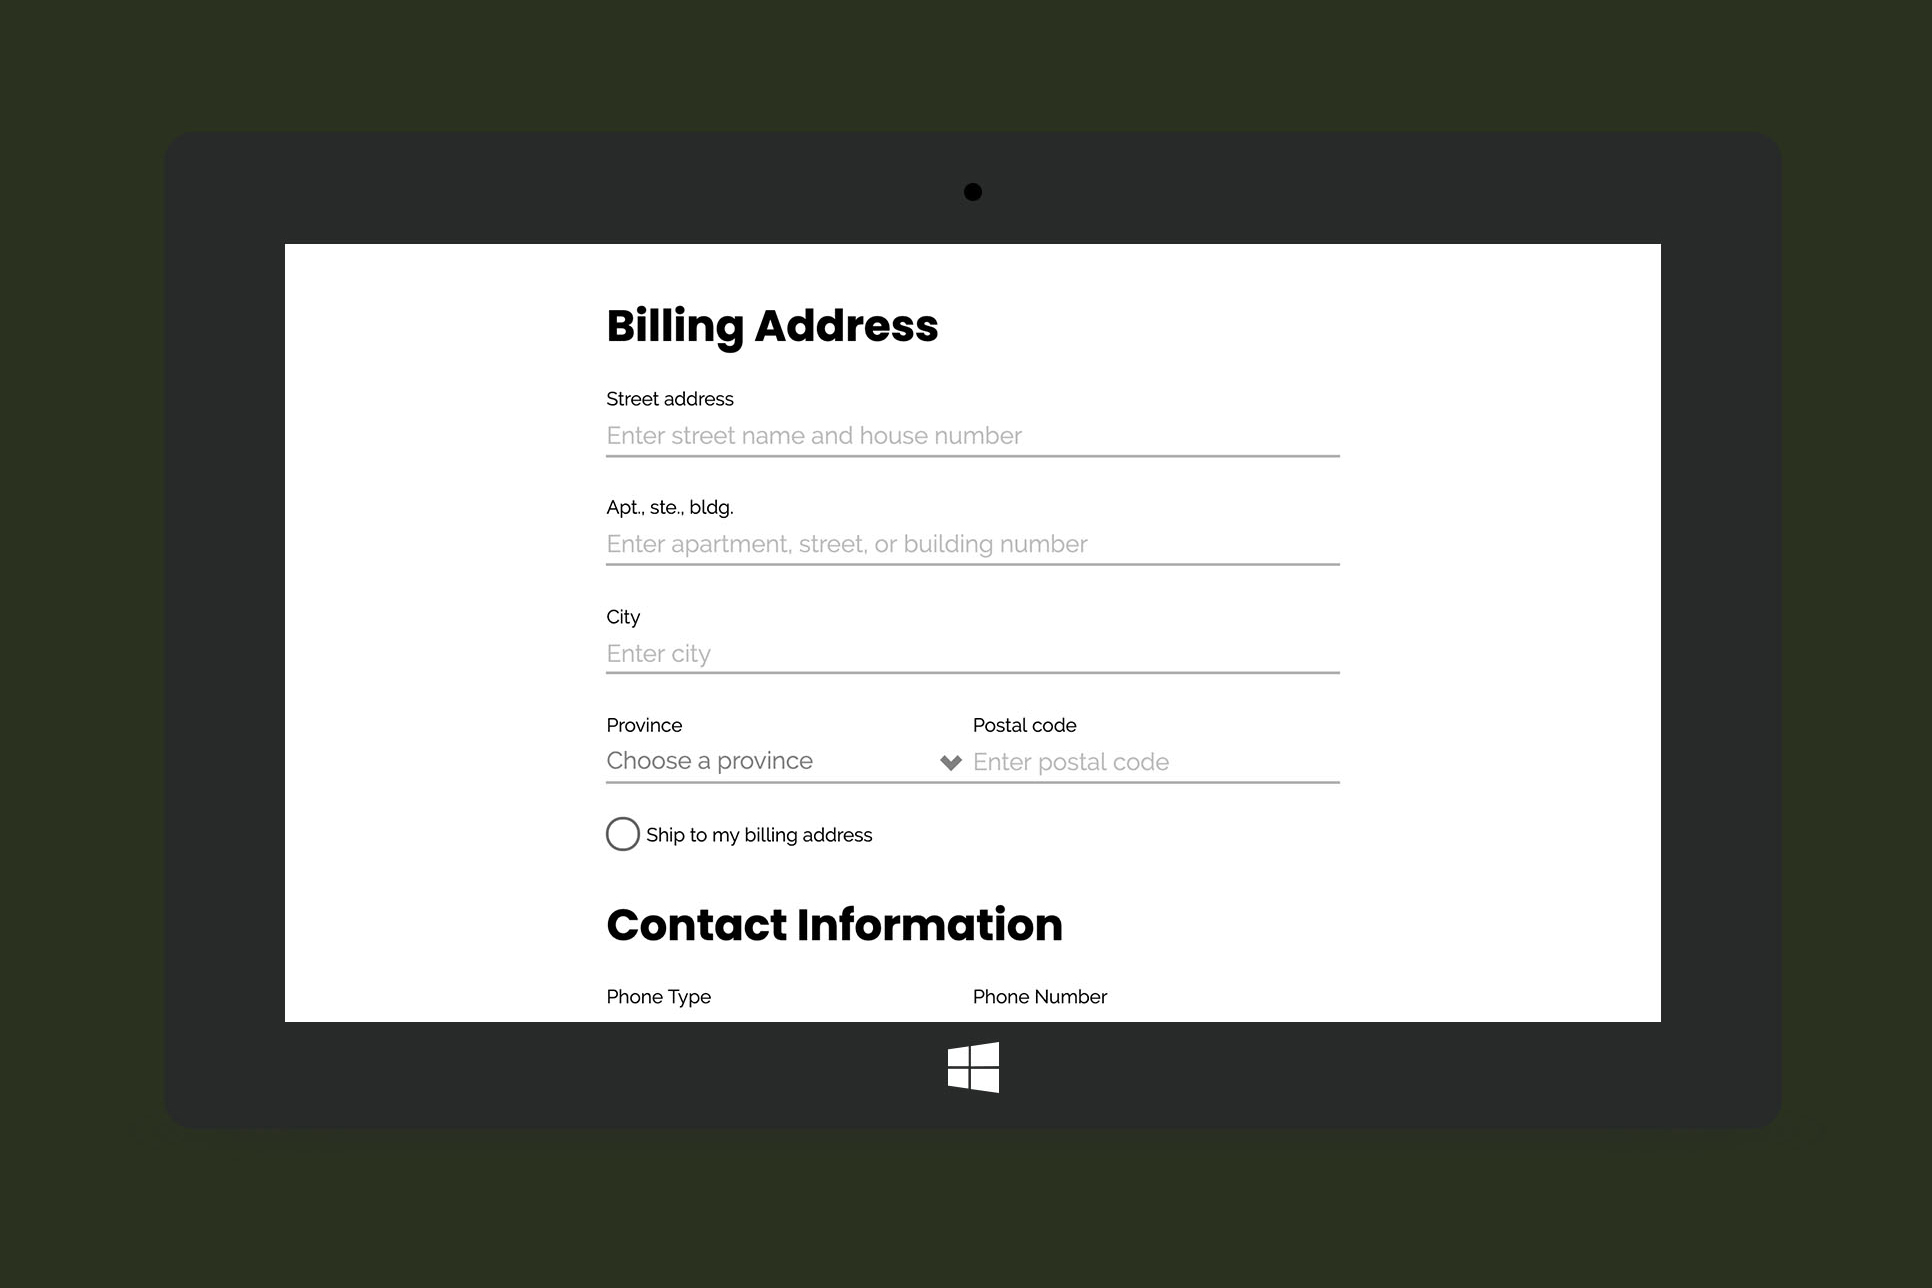 Billing Address
Street address
Enter street name and house number
Apt., ste., bldg.
Enter apartment, street, or building number
City
Enter city
Province Postal code
Choose a province Enter postal code
Ship to my billing address
Contact Information
Phone Type Phone Number